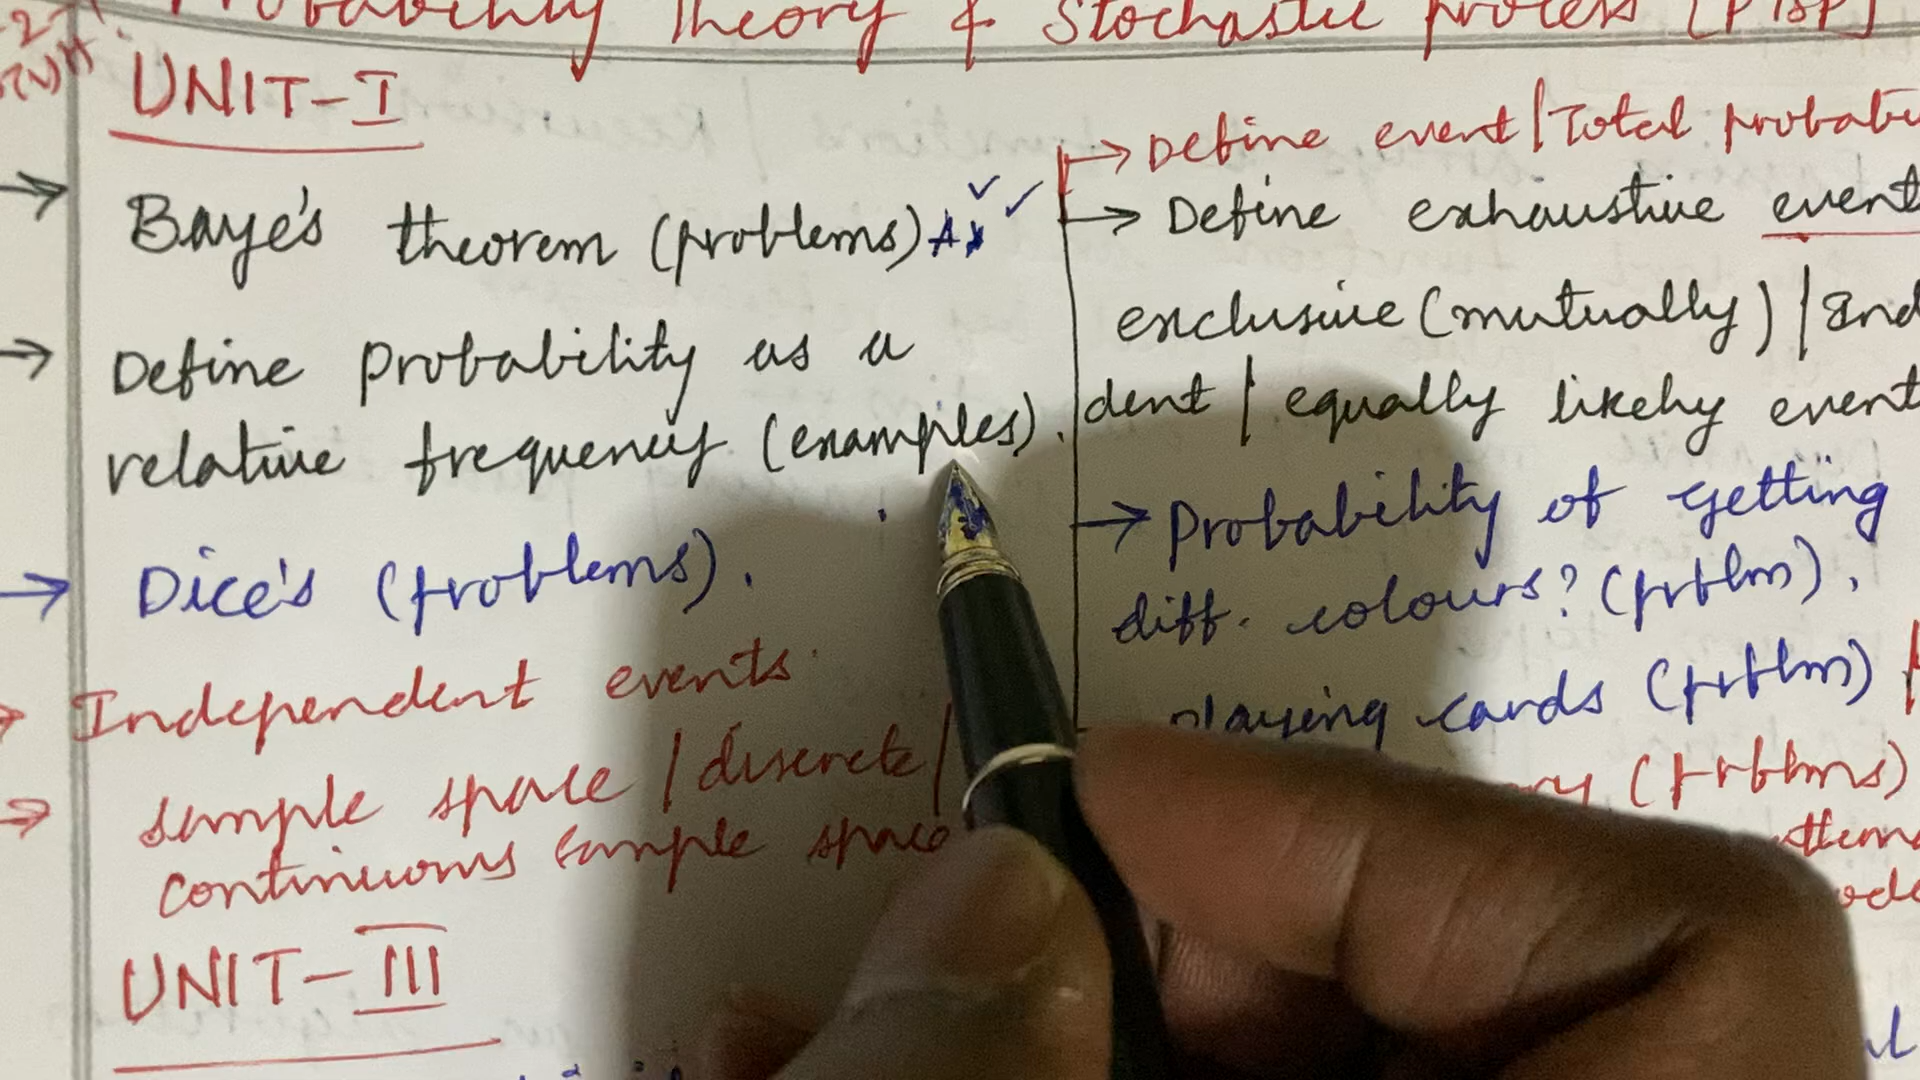 Probability Theory & Stochastic process [PTSP]
UNIT-I
Baye's theorem (problems)
Define probability as a
relative frequency (examples).
Dice's (problems).
Independent events.
sample space / discrete /
continuous sample space
UNIT-III
Define event / Total
Define exhaustive event
exclusive (mutually) /
dent / equally likely event
Probability of getting
diff. colours? (prblm).
playing cards (prblm) /
(prblms)